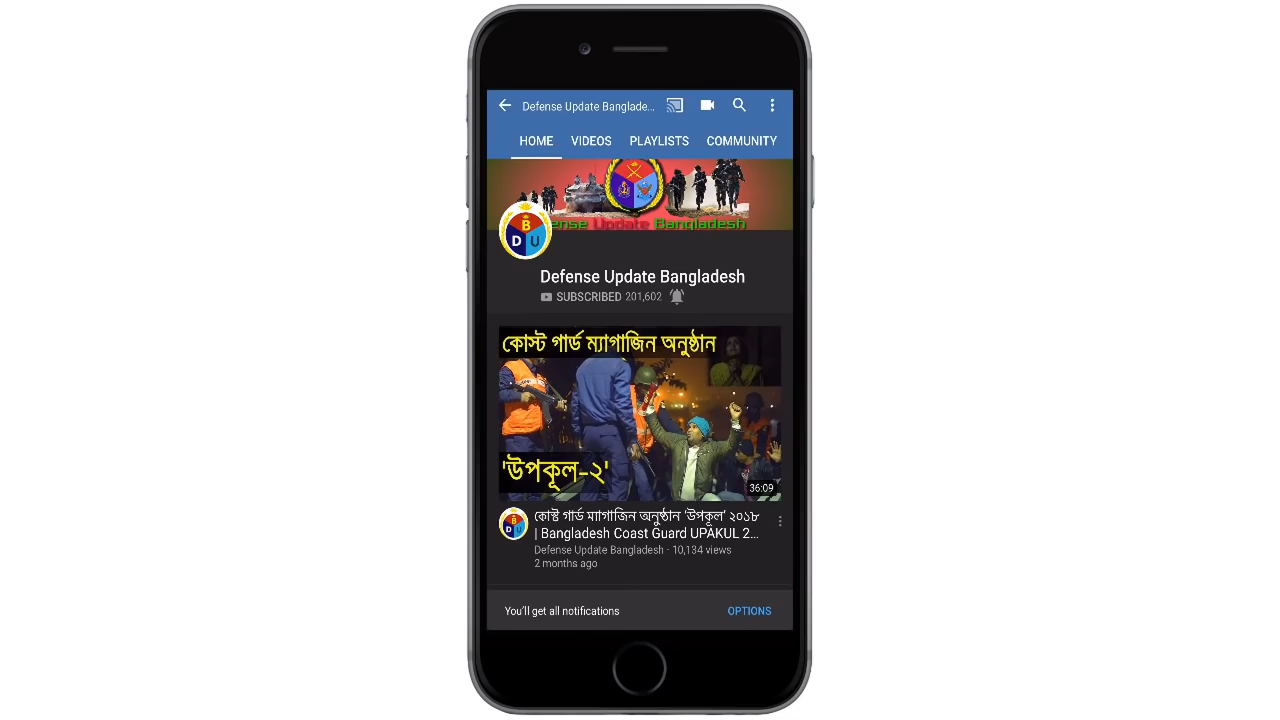 Defense Update Banglade...
HOME VIDEOS PLAYLISTS COMMUNITY
ense Update Bangladesh
B
D U
Defense Update Bangladesh
SUBSCRIBED 201,602
কোস্ট গার্ড ম্যাগাজিন অনুষ্ঠান
'উপকূল-২'
36:09
কোস্ট গার্ড ম্যাগাজিন অনুষ্ঠান ‘উপকূল’ ২০১৮
| Bangladesh Coast Guard UPAKUL 2...
Defense Update Bangladesh · 10,134 views
2 months ago
You'll get all notifications OPTIONS